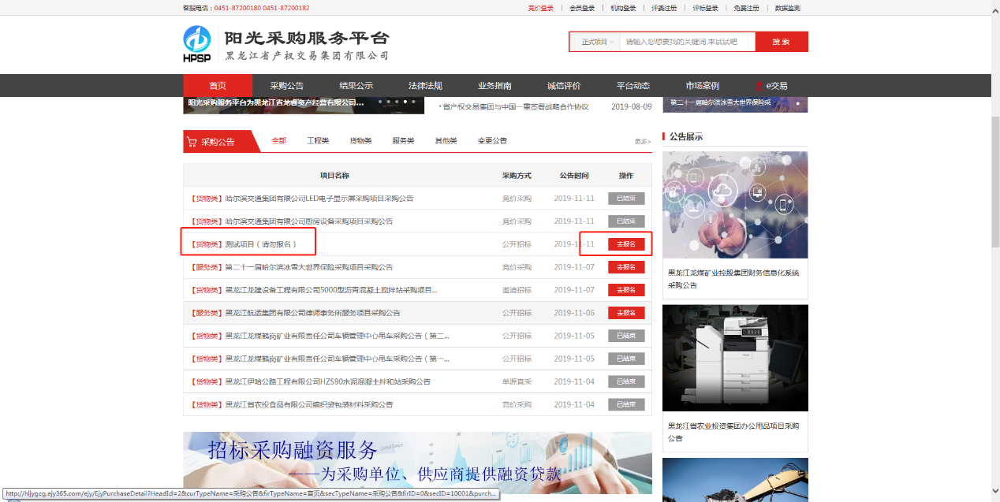 客服电话：0451-87200180 0451-87200182
竞价登录 | 会员登录 | 机构登录 | 评委注册 | 评标登录 | 免费注册 | 数据监测
HPSP
阳光采购服务平台
黑龙江省产权交易集团有限公司
正式项目 请输入您想要找的关键词,来试试吧 搜 索
首页 采购公告 结果公示 法律法规 业务指南 诚信评价 平台动态 市场案例 e交易
阳光采购服务平台为黑龙江省龙睿资产经营有限公司...
省产权交易集团与中国一重签署战略合作协议 2019-08-09
第二十一届哈尔滨冰雪大世界保险采
采购公告 全部 工程类 货物类 服务类 其他类 变更公告 更多>
项目名称 采购方式 公告时间 操作
【货物类】哈尔滨交通集团有限公司LED电子显示屏采购项目采购公告 竞价采购 2019-11-11 已结束
【货物类】哈尔滨交通集团有限公司厨房设备采购项目采购公告 竞价采购 2019-11-11 已结束
【货物类】测试项目（请勿报名） 公开招标 2019-11-11 去报名
【服务类】第二十一届哈尔滨冰雪大世界保险采购项目采购公告 竞价采购 2019-11-07 去报名
【货物类】黑龙江龙建设备工程有限公司5000型沥青混凝土搅拌站采购项目... 邀请招标 2019-11-07 去报名
【服务类】黑龙江航运集团有限公司律师事务所服务项目采购公告 公开招标 2019-11-06 去报名
【货物类】黑龙江龙煤鹤岗矿业有限责任公司车辆管理中心吊车采购公告（第二... 公开招标 2019-11-05 已结束
【货物类】黑龙江龙煤鹤岗矿业有限责任公司车辆管理中心吊车采购公告（第一... 公开招标 2019-11-05 已结束
【货物类】黑龙江伊哈公路工程有限公司HZS90水泥混凝土拌和站采购公告 单源直采 2019-11-04 已结束
【货物类】黑龙江省农投食品有限公司编织袋包装材料采购公告 竞价采购 2019-11-04 已结束
公告展示
黑龙江龙煤矿业控股集团财务信息化系统
采购公告
黑龙江省农业投资集团办公用品项目采购
公告
招标采购融资服务
——为采购单位、供应商提供融资贷款
http://hljygcg.ejy365.com/ejy/EjyPurchaseDetail?HeadId=2&curTypeName=采购公告&firTypeName=首页&secTypeName=采购公告&firID=0&secID=10001&purch...